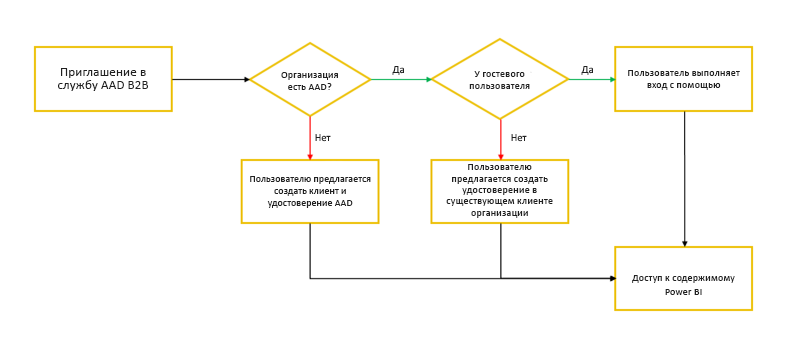 Приглашение в
службу AAD B2B
Организация
есть AAD?
Да
У гостевого
пользователя
Да
Пользователь выполняет
вход с помощью
Нет
Нет
Пользователю предлагается
создать клиент и
удостоверение AAD
Пользователю
предлагается создать
удостоверение в
существующем клиенте
организации
Доступ к содержимому
Power BI